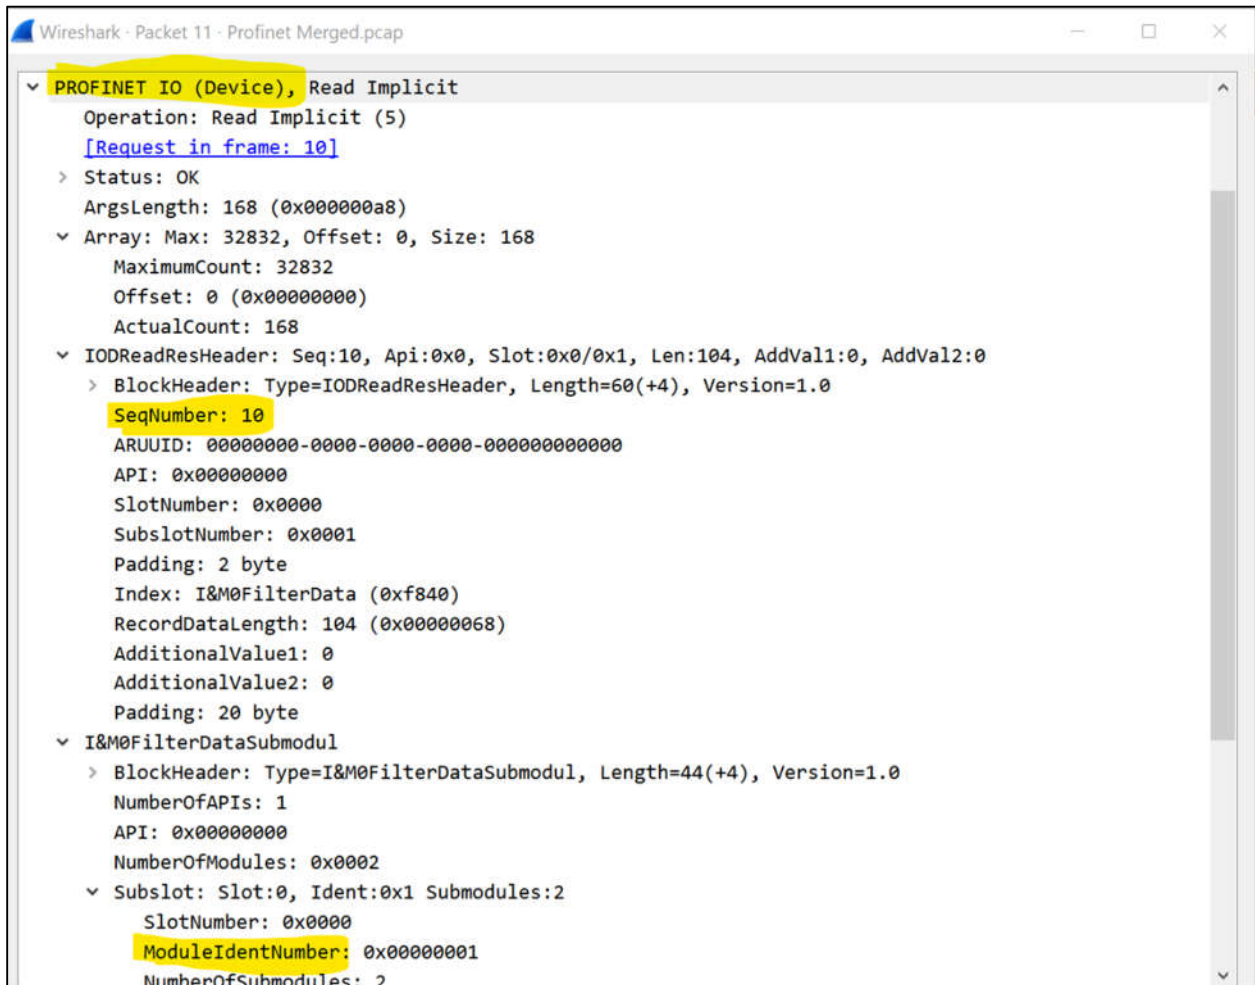 Wireshark · Packet 11 · Profinet Merged.pcap
PROFINET IO (Device), Read Implicit
Operation: Read Implicit (5)
[Request in frame: 10]
Status: OK
ArgsLength: 168 (0x000000a8)
Array: Max: 32832, Offset: 0, Size: 168
MaximumCount: 32832
Offset: 0 (0x00000000)
ActualCount: 168
IODReadResHeader: Seq:10, Api:0x0, Slot:0x0/0x1, Len:104, AddVal1:0, AddVal2:0
BlockHeader: Type=IODReadResHeader, Length=60(+4), Version=1.0
SeqNumber: 10
ARUUID: 00000000-0000-0000-0000-000000000000
API: 0x00000000
SlotNumber: 0x0000
SubslotNumber: 0x0001
Padding: 2 byte
Index: I&M0FilterData (0xf840)
RecordDataLength: 104 (0x00000068)
AdditionalValue1: 0
AdditionalValue2: 0
Padding: 20 byte
I&M0FilterDataSubmodul
BlockHeader: Type=I&M0FilterDataSubmodul, Length=44(+4), Version=1.0
NumberOfAPIs: 1
API: 0x00000000
NumberOfModules: 0x0002
Subslot: Slot:0, Ident:0x1 Submodules:2
SlotNumber: 0x0000
ModuleIdentNumber: 0x00000001
NumberOfSubmodules: 2